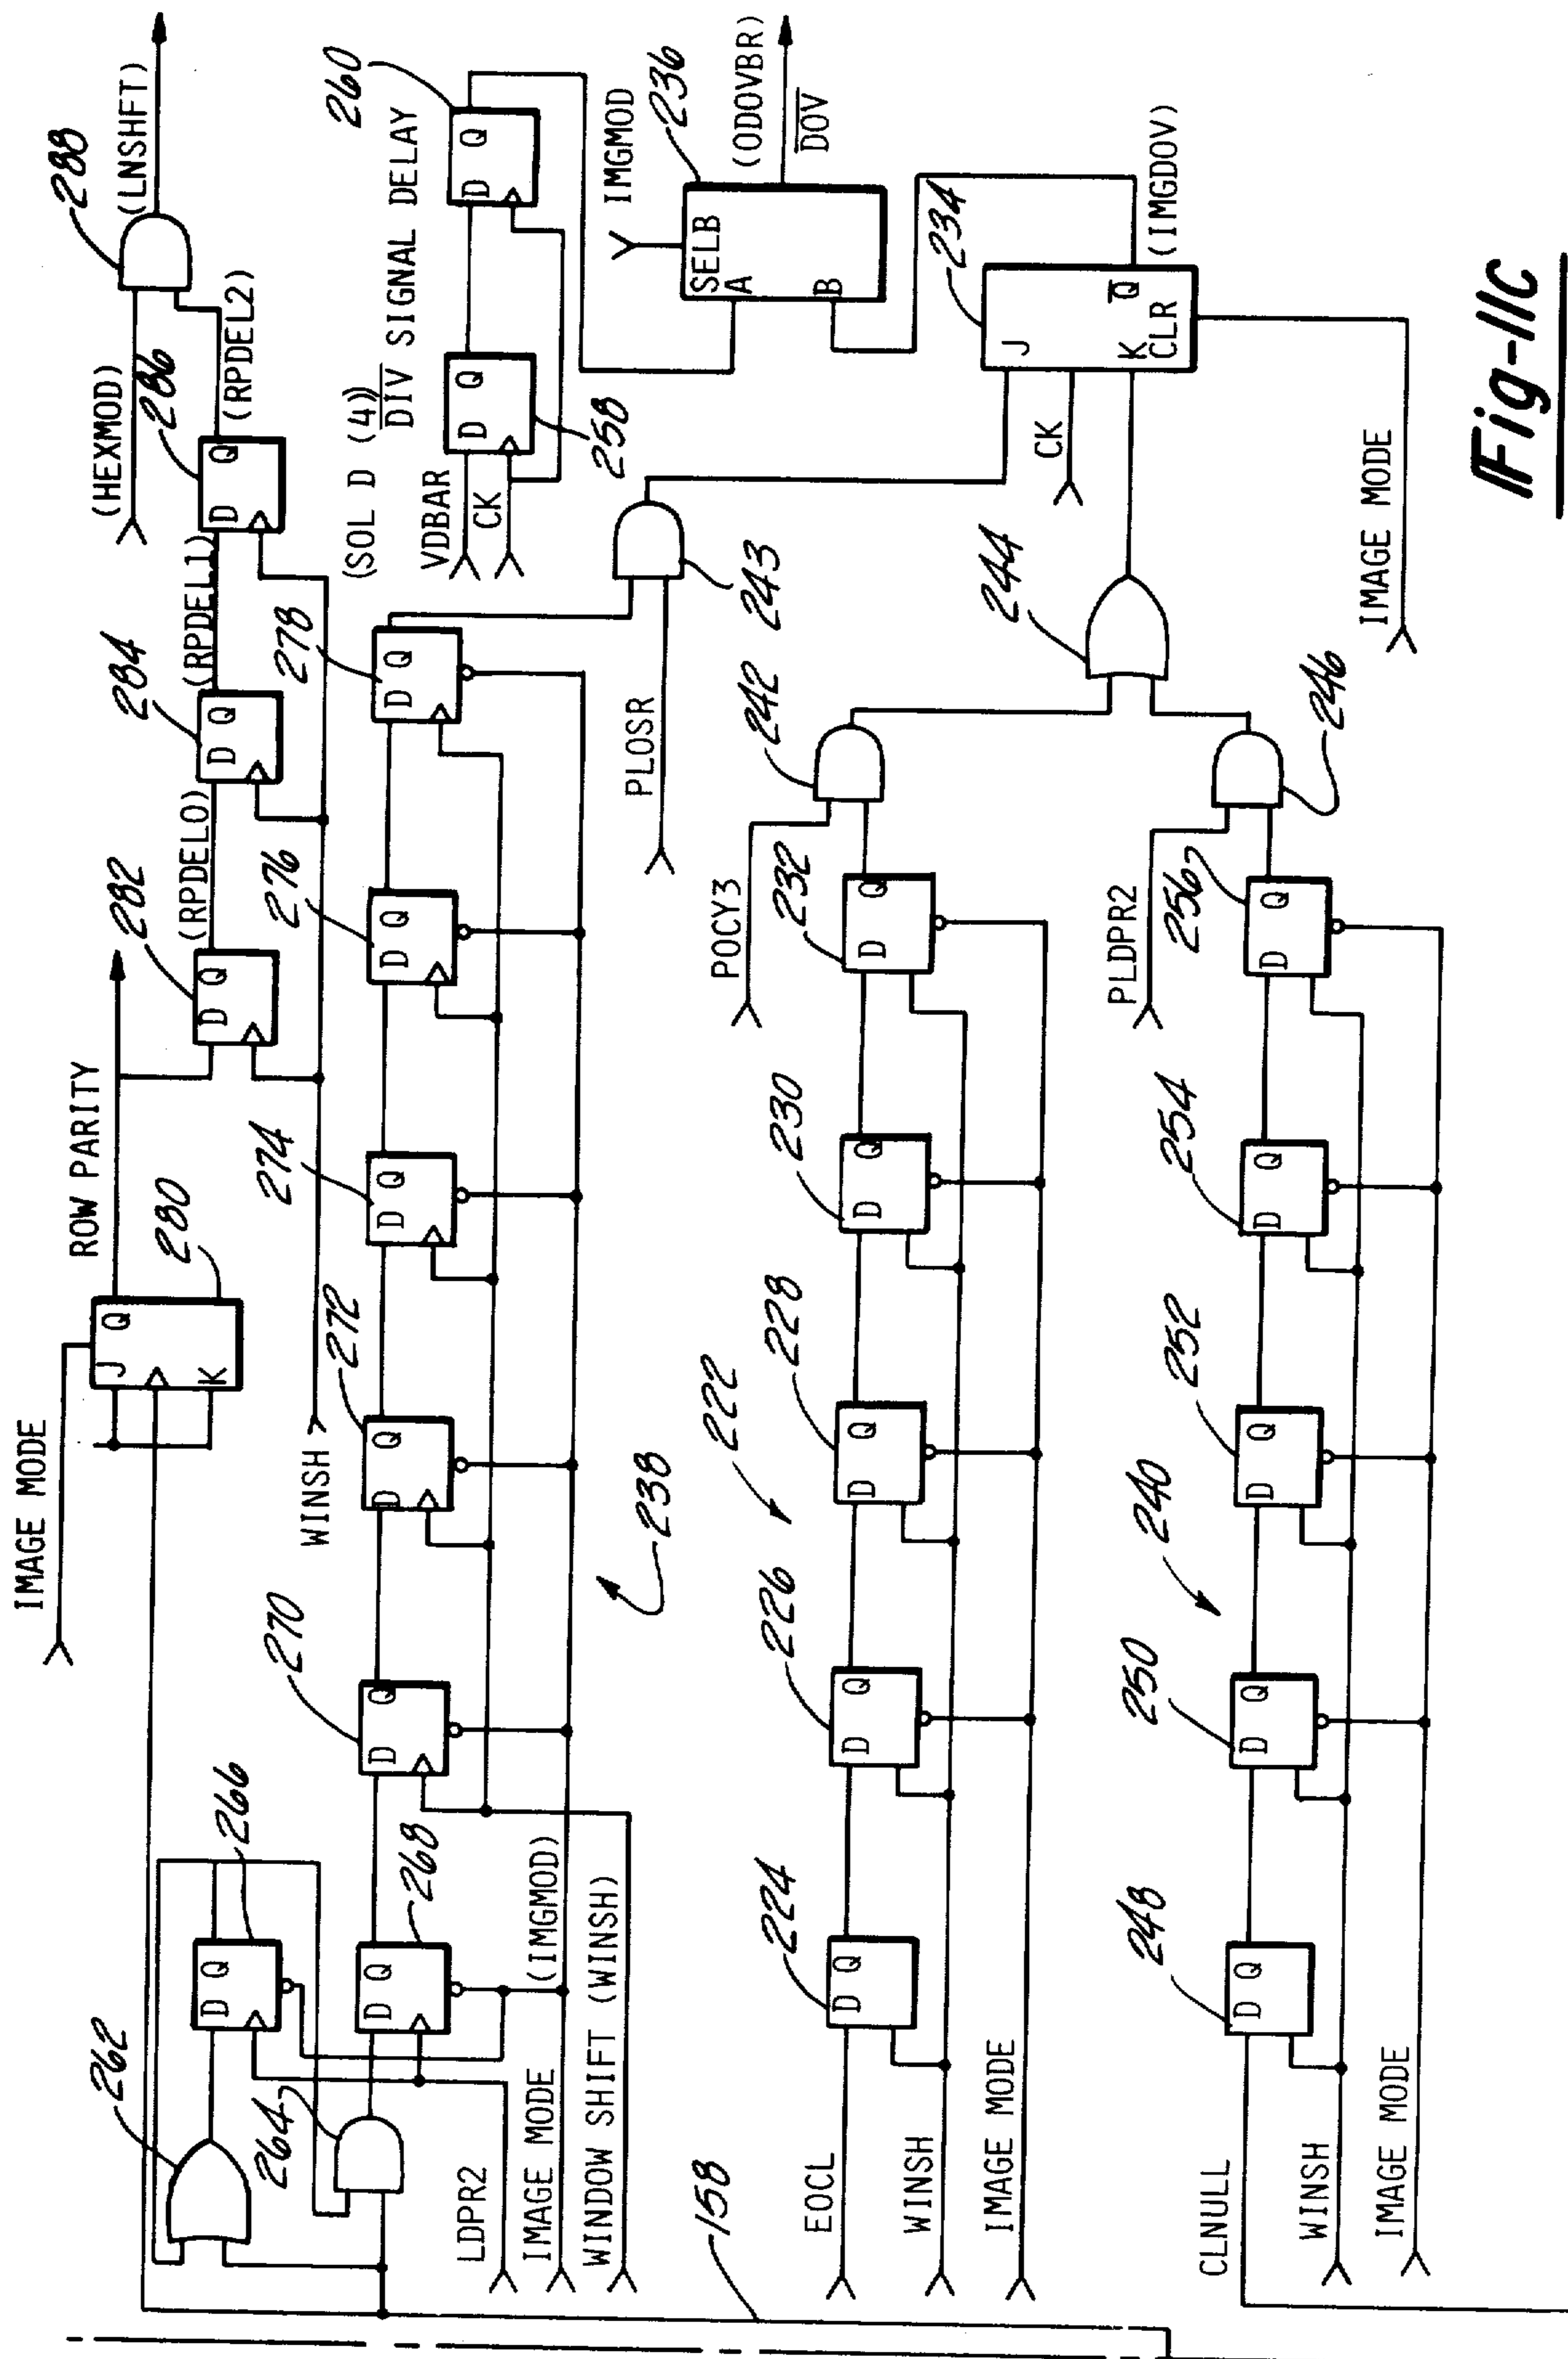 IMAGE MODE
J Q
K
280
ROW PARITY
D Q
282
(RPDEL0)
D Q
284
(RPDEL1)
D Q
286
(RPDEL2)
(HEXMOD)
288
(LNSHFT)
WINSH
262
264
D Q
266
D Q
268
D Q
270
D Q
272
D Q
274
D Q
276
D Q
278
238
LDPR2
IMAGE MODE (IMGMOD)
WINDOW SHIFT (WINSH)
158
(SOL D (4))
DIV SIGNAL DELAY
VDBAR
CK
D Q
258
D Q
260
PLOSR
243
IMGMOD
236
SELB
A
B
(ODOVBR)
DOV
EOCL
WINSH
IMAGE MODE
D Q
224
D Q
226
222
D Q
228
D Q
230
D Q
232
POCY3
242
244
CK
J
K Q
CLR
234
(IMGDOV)
IMAGE MODE
CLNULL
WINSH
IMAGE MODE
D Q
248
D Q
250
240
D Q
252
D Q
254
D Q
256
PLDPR2
246
Fig-11c